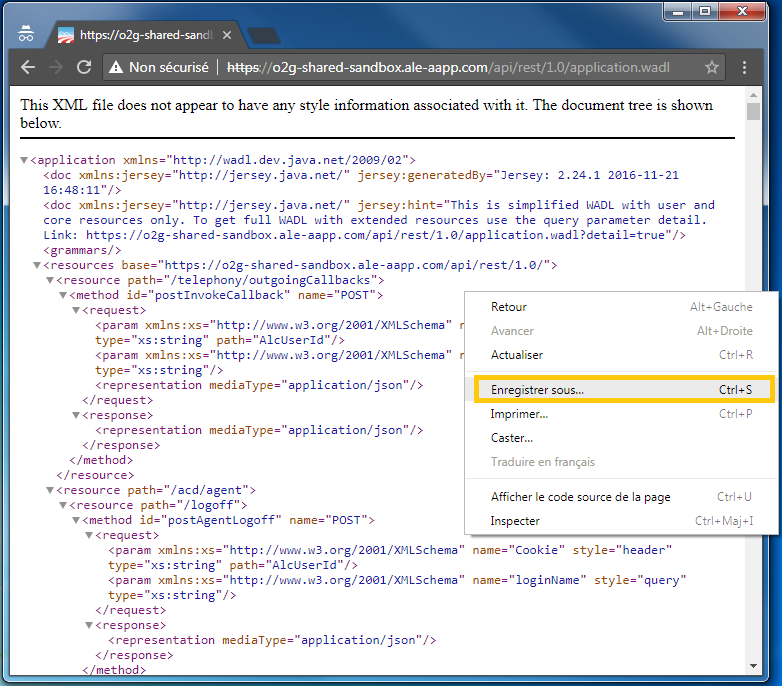 https://o2g-shared-sandb
Non sécurisé | https://o2g-shared-sandbox.ale-aapp.com/api/rest/1.0/application.wadl
This XML file does not appear to have any style information associated with it. The document tree is shown
below.
▼<application xmlns="http://wadl.dev.java.net/2009/02">
<doc xmlns:jersey="http://jersey.java.net/" jersey:generatedBy="Jersey: 2.24.1 2016-11-21
16:48:11"/>
<doc xmlns:jersey="http://jersey.java.net/" jersey:hint="This is simplified WADL with user and
core resources only. To get full WADL with extended resources use the query parameter detail.
Link: https://o2g-shared-sandbox.ale-aapp.com/api/rest/1.0/application.wadl?detail=true"/>
<grammars/>
▼<resources base="https://o2g-shared-sandbox.ale-aapp.com/api/rest/1.0/">
▼<resource path="/telephony/outgoingCallbacks">
▼<method id="postInvokeCallback" name="POST">
▼<request>
<param xmlns:xs="http://www.w3.org/2001/XMLSchema"
type="xs:string" path="AlcUserId"/>
<param xmlns:xs="http://www.w3.org/2001/XMLSchema"
type="xs:string"/>
<representation mediaType="application/json"/>
</request>
▼<response>
<representation mediaType="application/json"/>
</response>
</method>
</resource>
▼<resource path="/acd/agent">
▼<resource path="/logoff">
▼<method id="postAgentLogoff" name="POST">
▼<request>
<param xmlns:xs="http://www.w3.org/2001/XMLSchema" name="Cookie" style="header"
type="xs:string" path="AlcUserId"/>
<param xmlns:xs="http://www.w3.org/2001/XMLSchema" name="loginName" style="query"
type="xs:string"/>
</request>
▼<response>
<representation mediaType="application/json"/>
</response>
</method>
Retour Alt+Gauche
Avancer Alt+Droite
Actualiser Ctrl+R
Enregistrer sous... Ctrl+S
Imprimer... Ctrl+P
Caster...
Traduire en français
Afficher le code source de la page Ctrl+U
Inspecter Ctrl+Maj+I